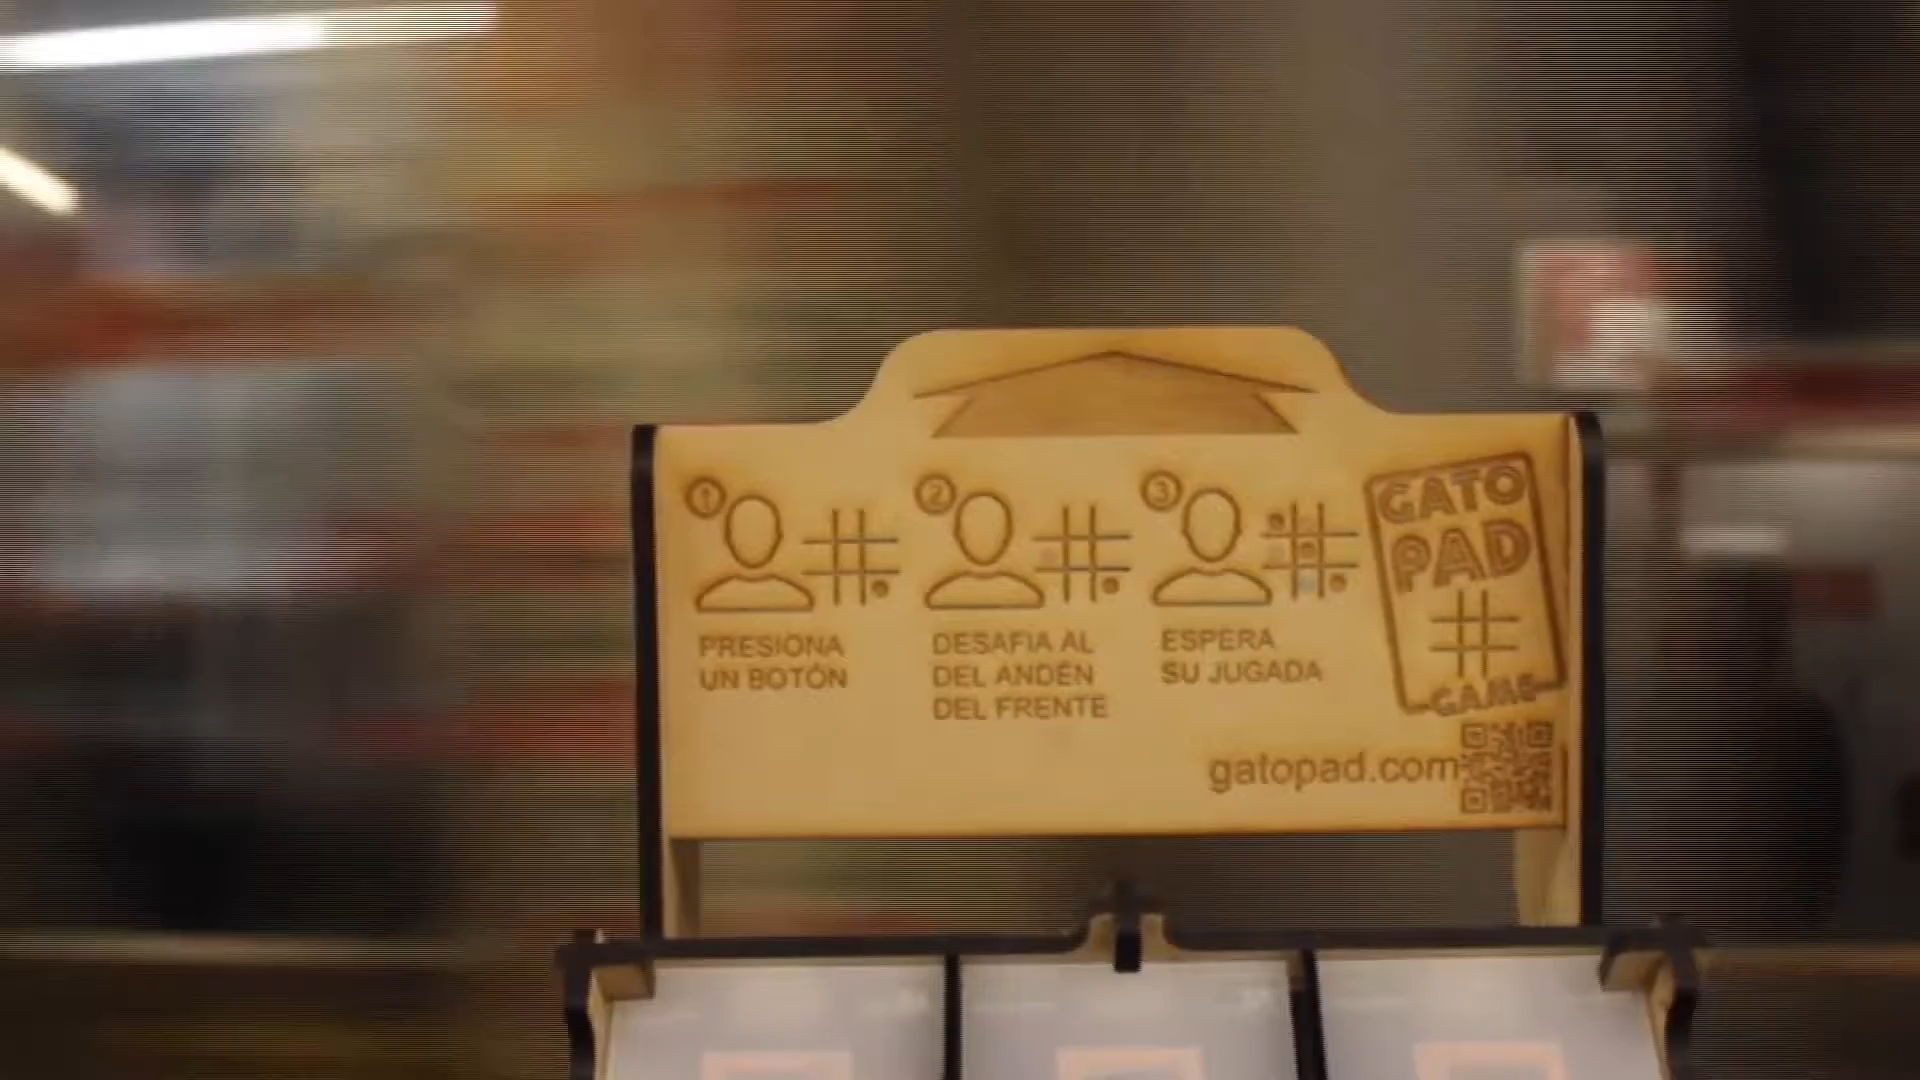 1
PRESIONA
UN BOTÓN
2
DESAFIA AL
DEL ANDÉN
DEL FRENTE
3
ESPERA
SU JUGADA
GATO
PAD
GAME
gatopad.com